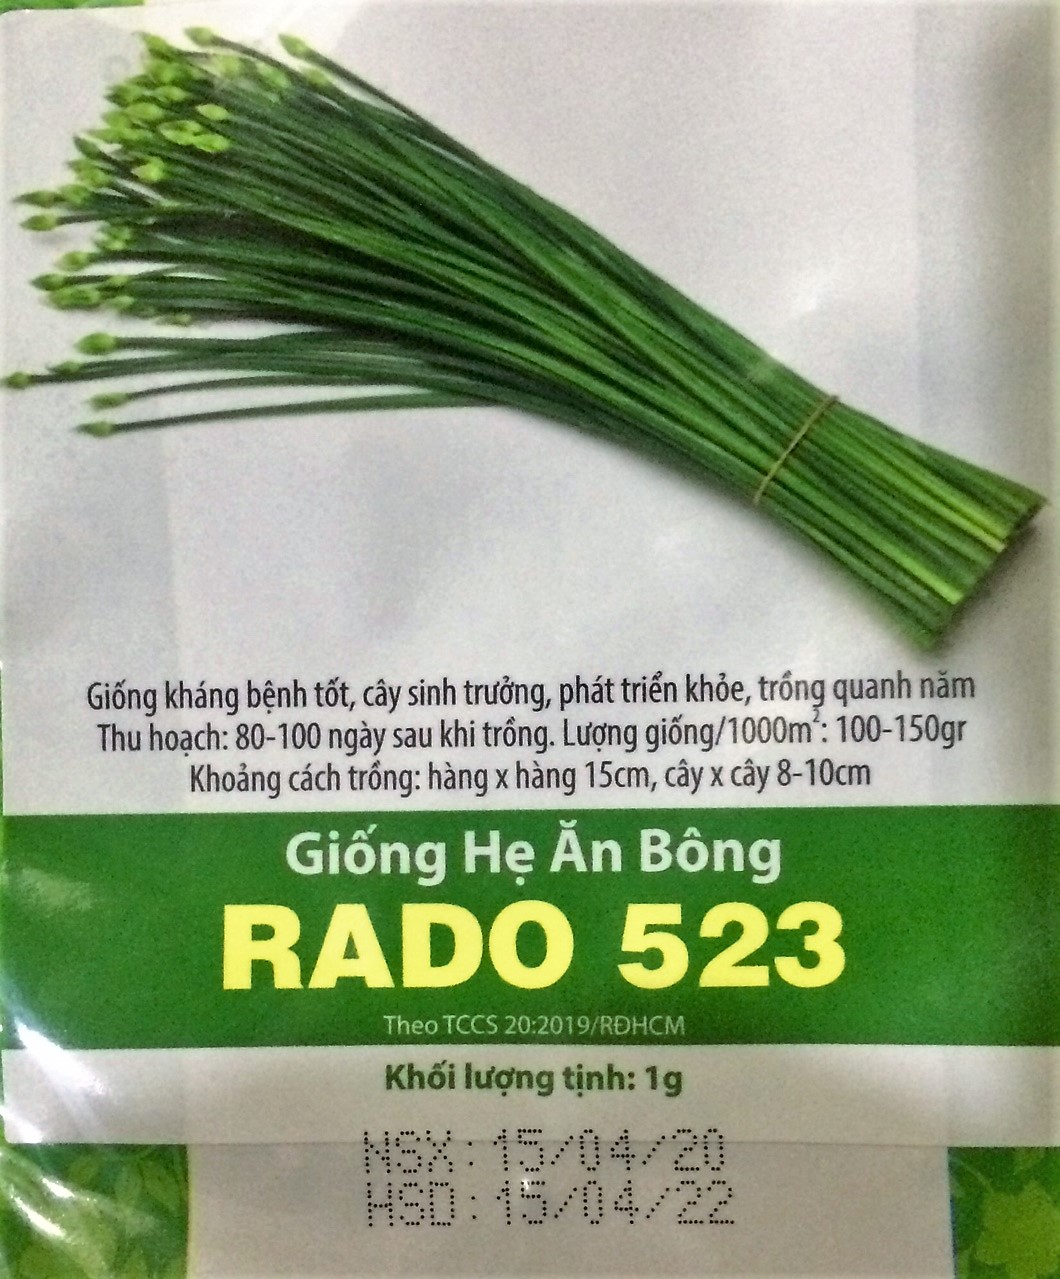 Giống kháng bệnh tốt, cây sinh trưởng, phát triển khỏe, trồng quanh năm
Thu hoạch: 80-100 ngày sau khi trồng. Lượng giống/1000m²: 100-150gr
Khoảng cách trồng: hàng x hàng 15cm, cây x cây 8-10cm
Giống Hẹ Ăn Bông
RADO 523
Theo TCCS 20:2019/RĐHCM
Khối lượng tịnh: 1g
NSX: 15/04/20
HSD: 15/04/22